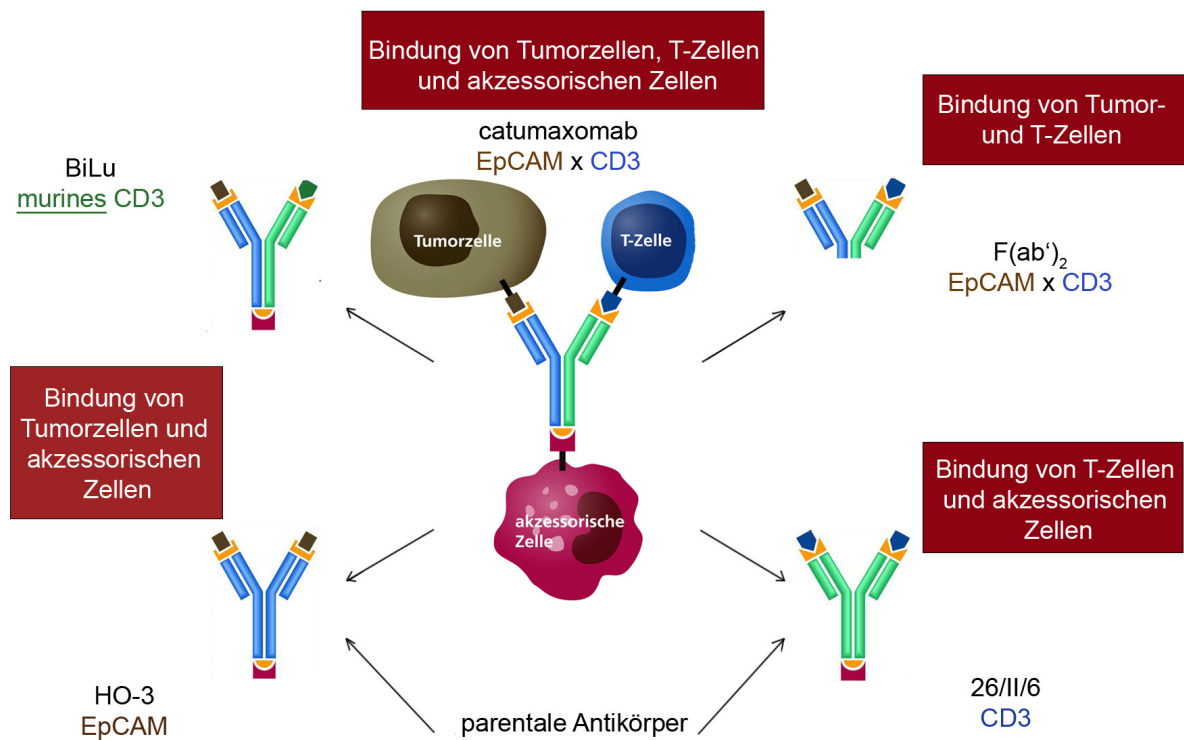 Bindung von Tumorzellen, T-Zellen
und akzessorischen Zellen
catumaxomab
EpCAM x CD3
BiLu
murines CD3
Bindung von Tumor-
und T-Zellen
F(ab‘)₂
EpCAM x CD3
Tumorzelle
T-Zelle
akzessorische
Zelle
Bindung von
Tumorzellen und
akzessorischen
Zellen
HO-3
EpCAM
Bindung von T-Zellen
und akzessorischen
Zellen
26/II/6
CD3
parentale Antikörper